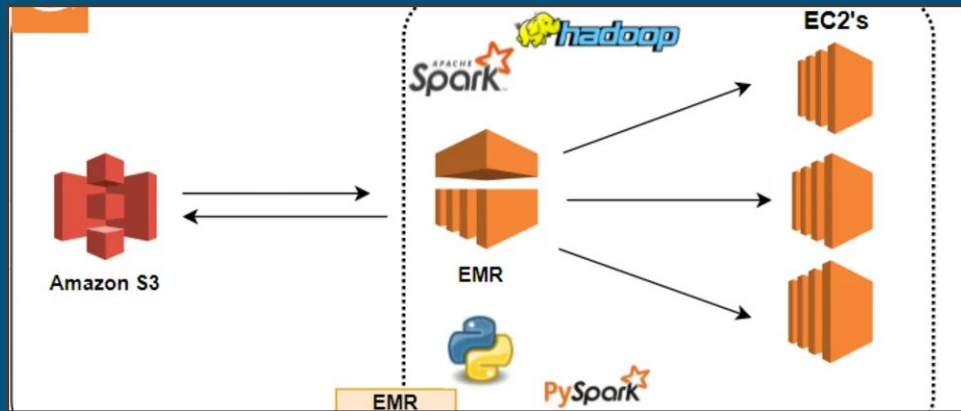 hadoop
EC2's
APACHE
Spark
Amazon S3
EMR
PySpark
EMR